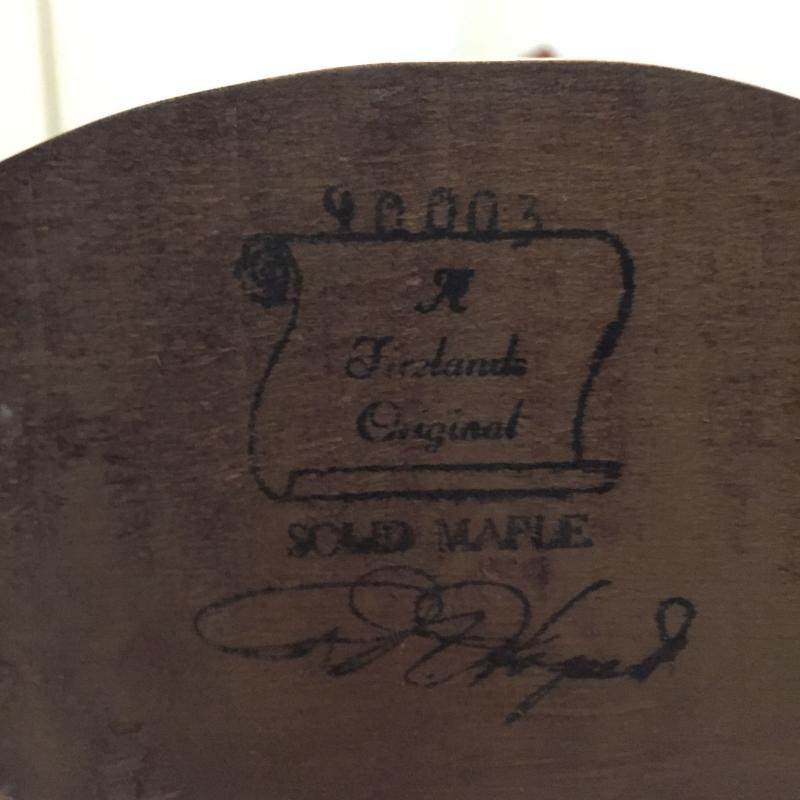 90003
A
Firelands
Original
SOLID MAPLE